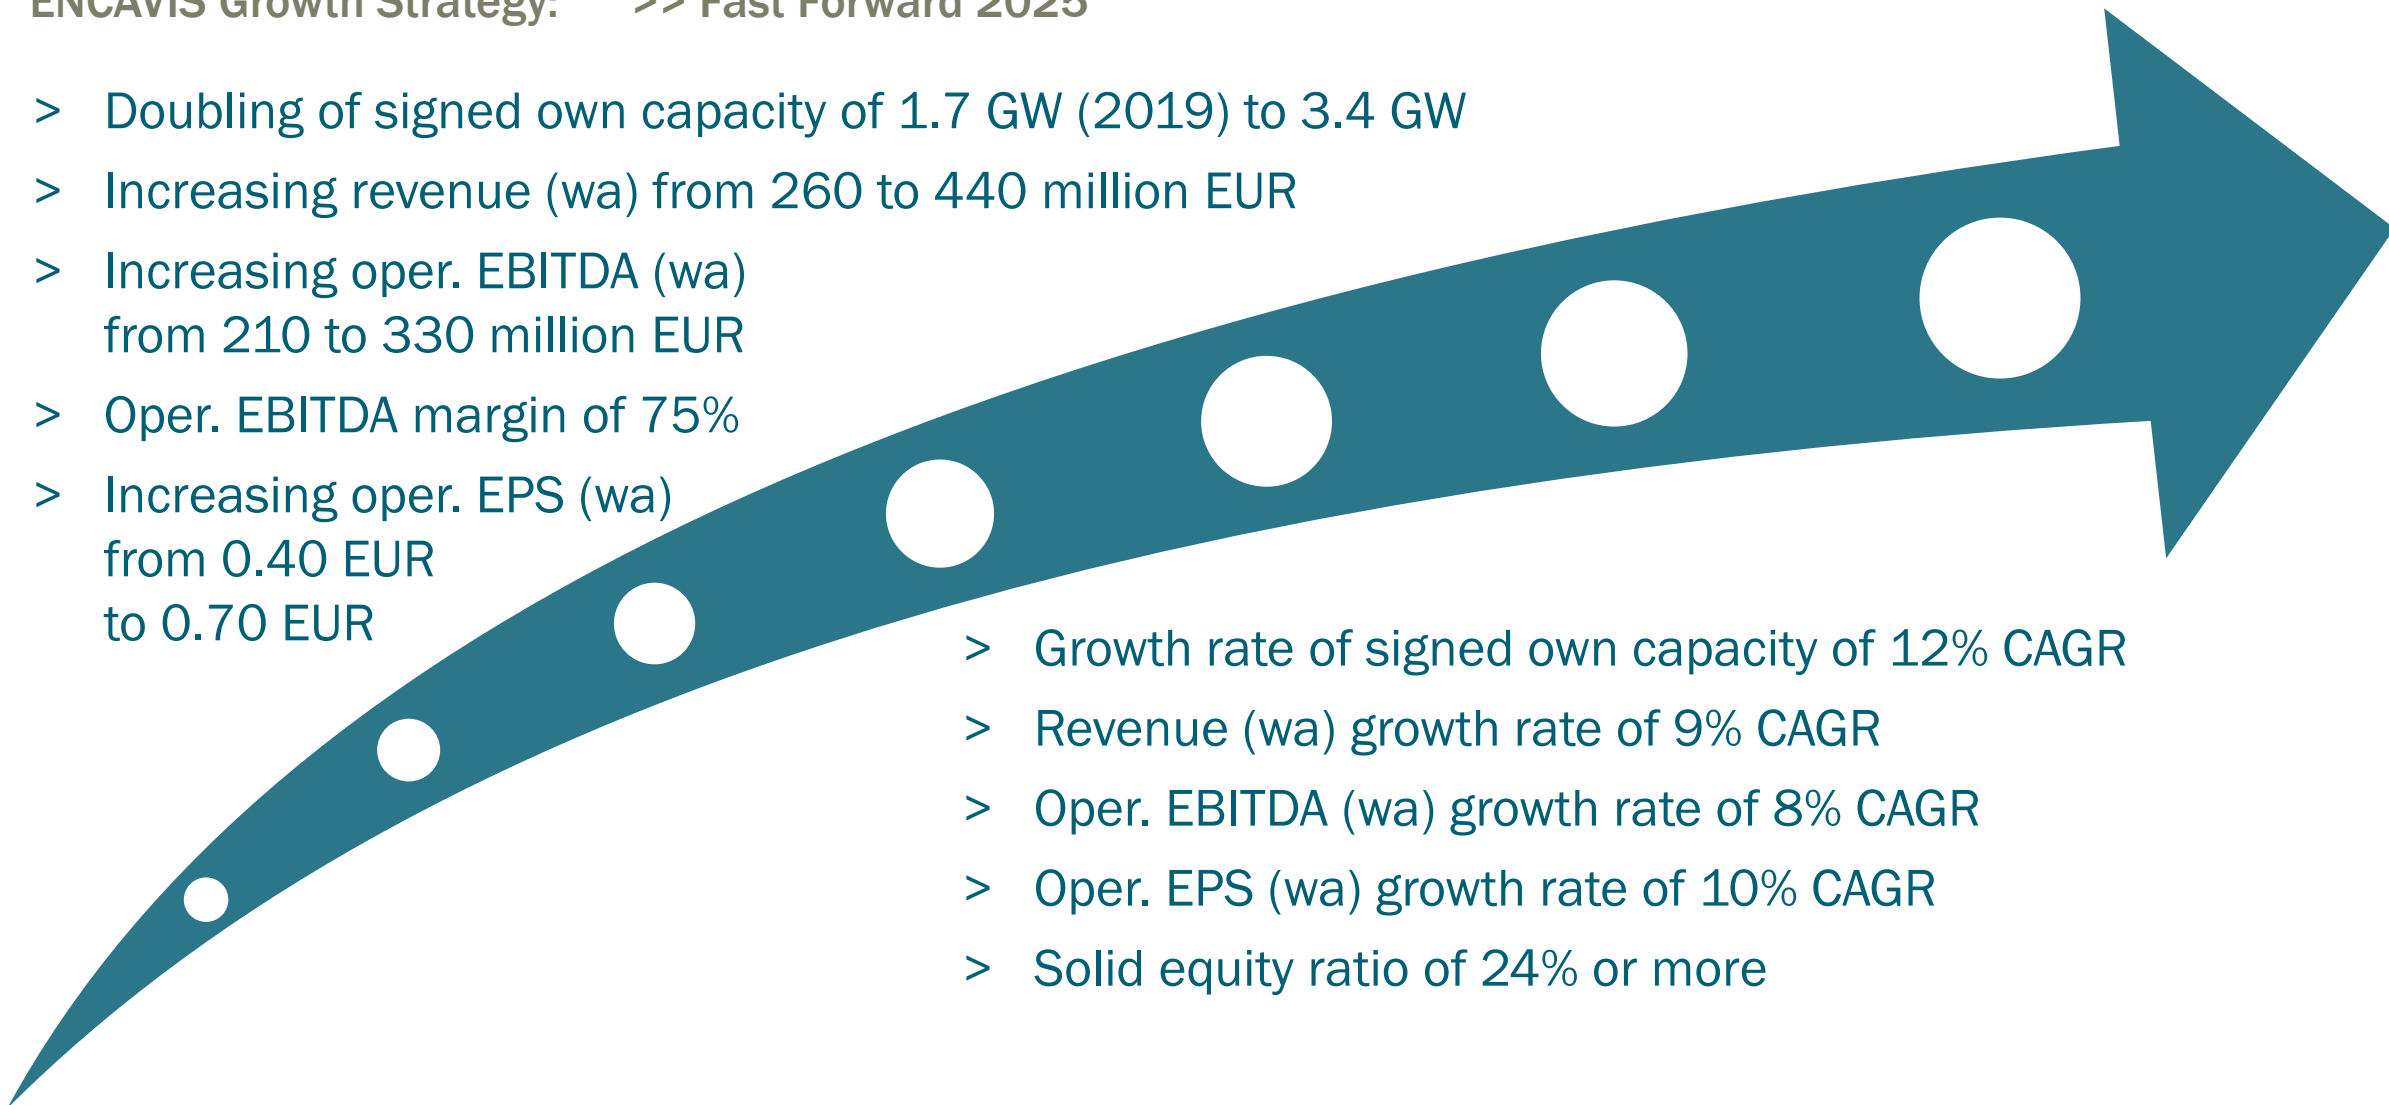 ENCAVIS Growth Strategy: >> Fast Forward 2025
> Doubling of signed own capacity of 1.7 GW (2019) to 3.4 GW
> Increasing revenue (wa) from 260 to 440 million EUR
> Increasing oper. EBITDA (wa)
from 210 to 330 million EUR
> Oper. EBITDA margin of 75%
> Increasing oper. EPS (wa)
from 0.40 EUR
to 0.70 EUR
> Growth rate of signed own capacity of 12% CAGR
> Revenue (wa) growth rate of 9% CAGR
> Oper. EBITDA (wa) growth rate of 8% CAGR
> Oper. EPS (wa) growth rate of 10% CAGR
> Solid equity ratio of 24% or more